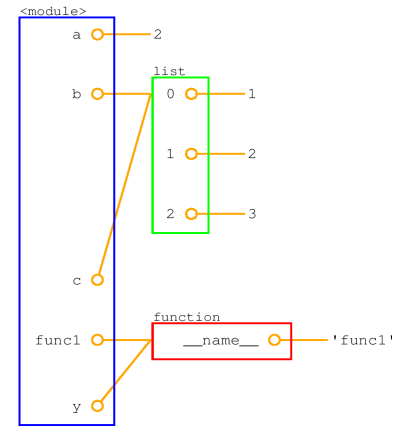 <module>
a 2
list
b 0 1
1 2
2 3
c
function
func1 __name__ 'func1'
y